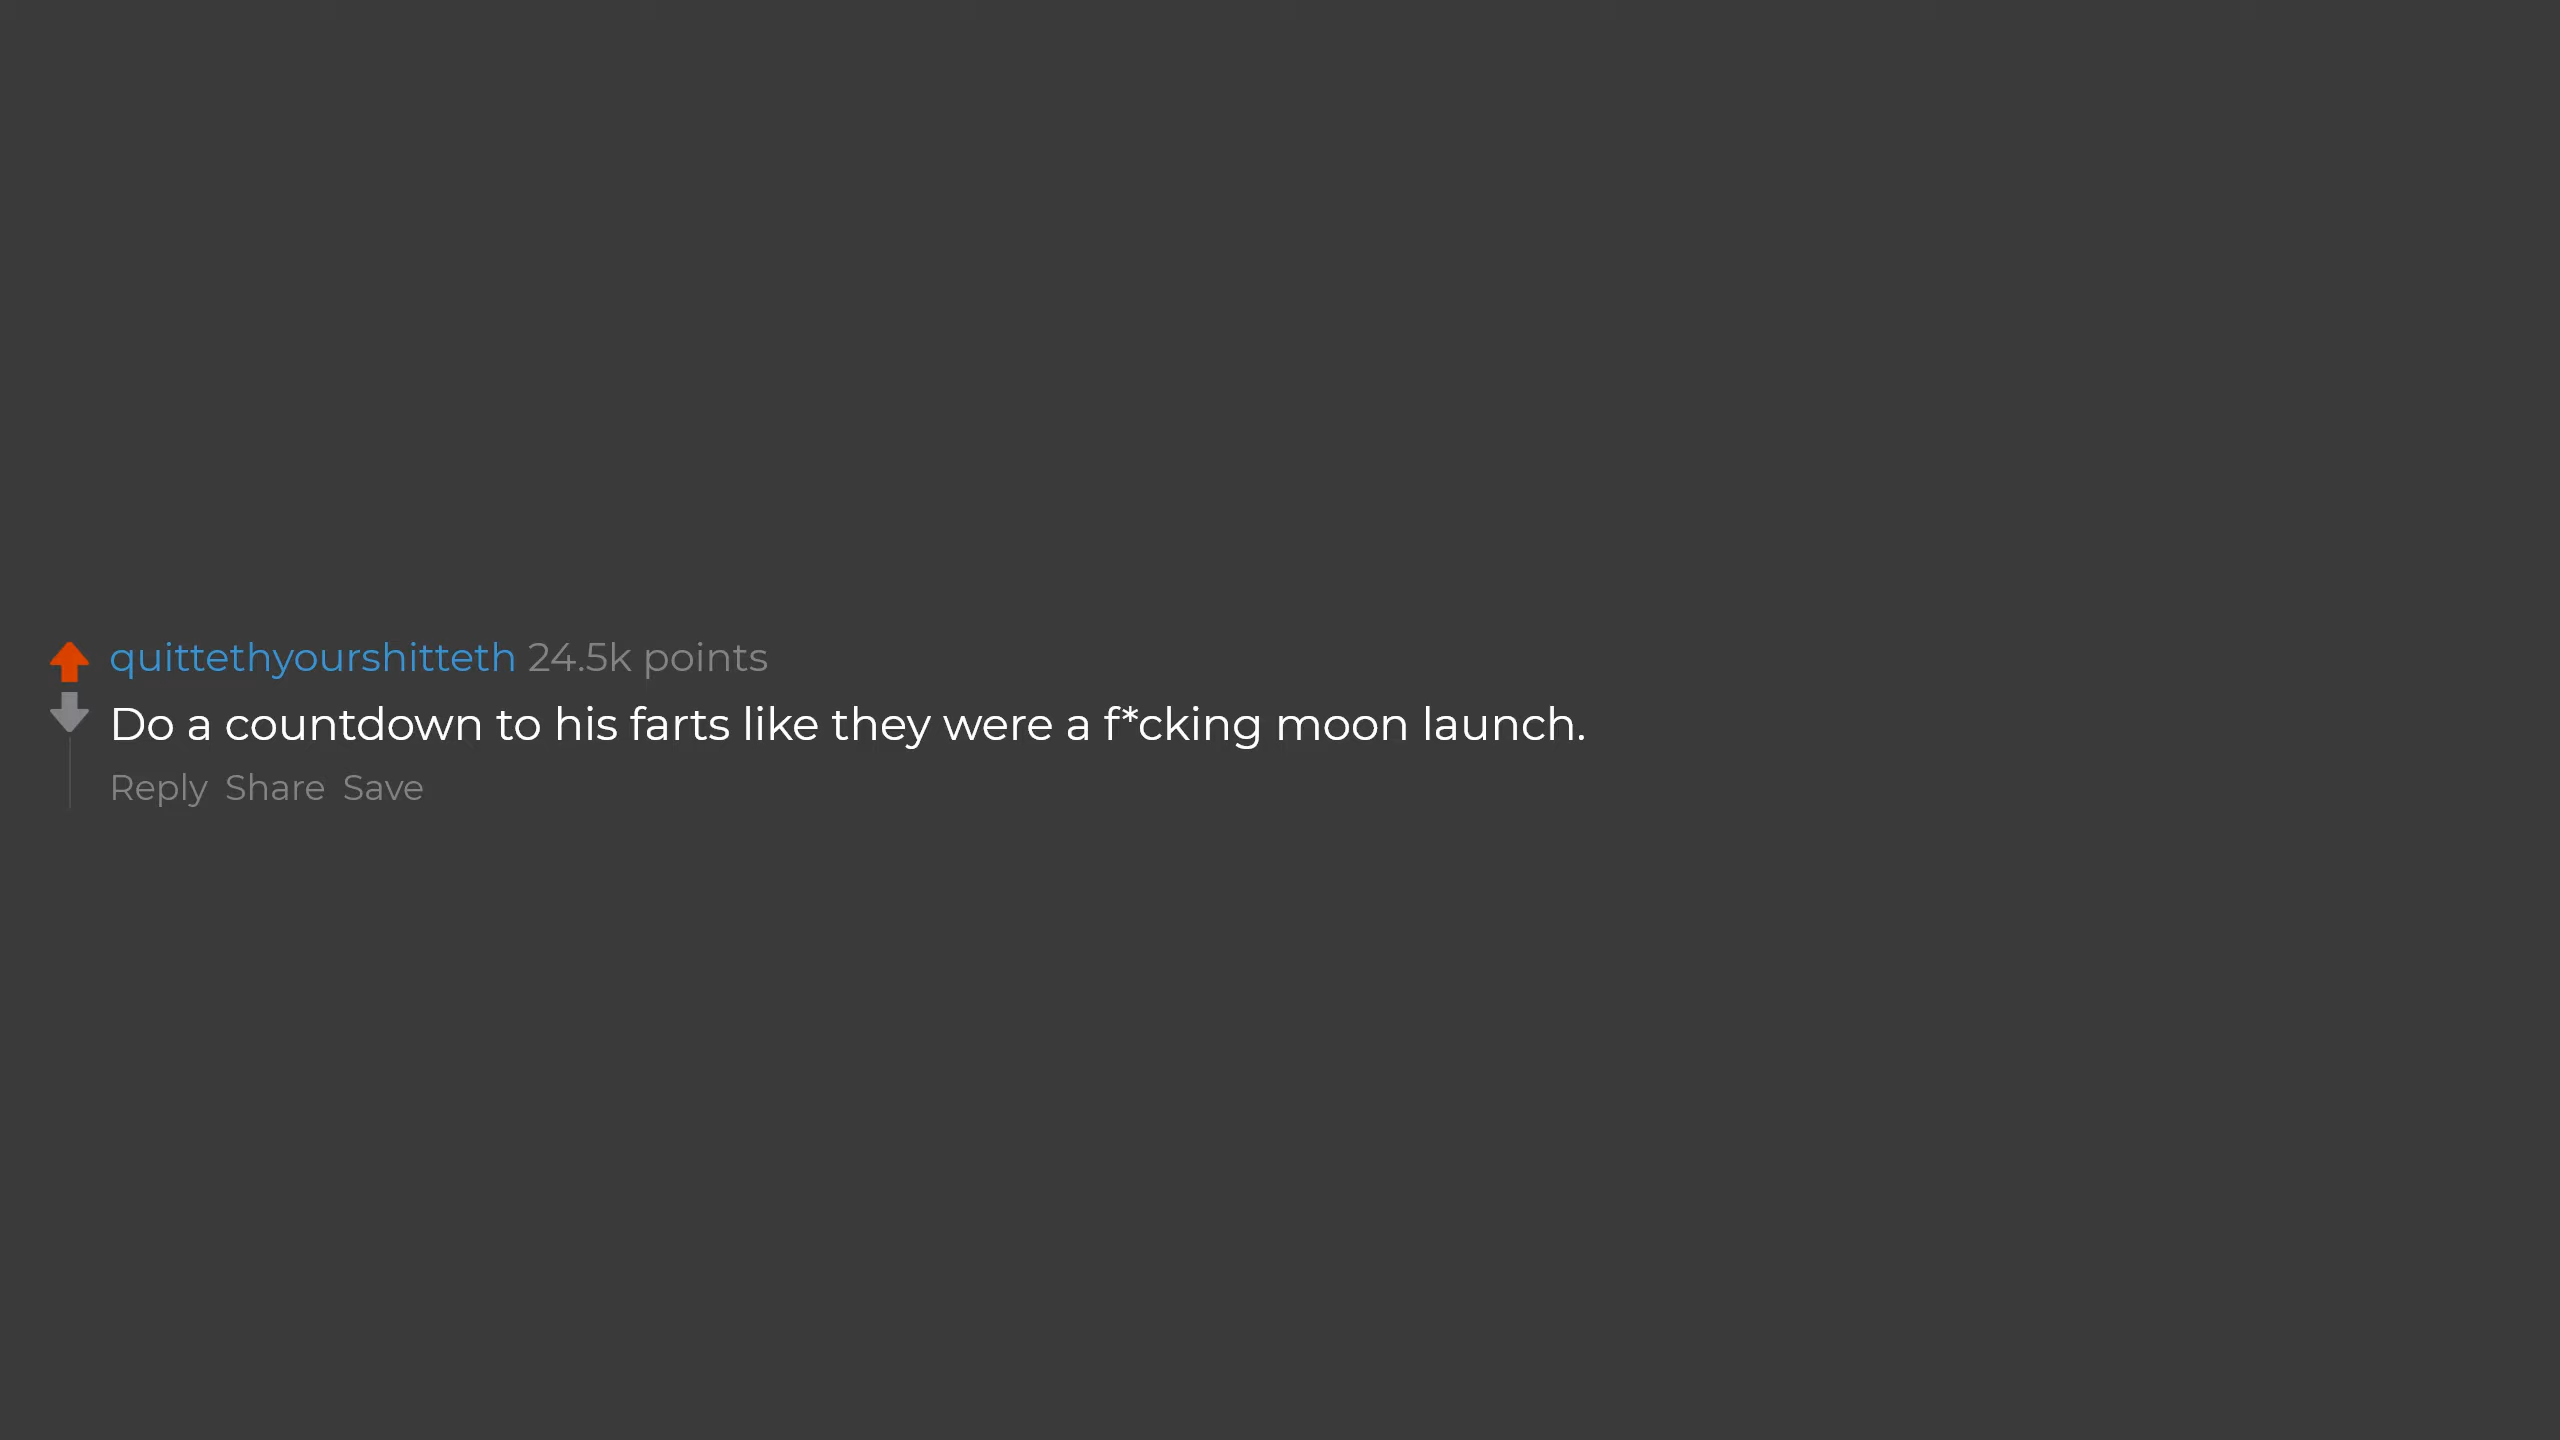 quittethyourshitteth 24.5k points
Do a countdown to his farts like they were a f*cking moon launch.
Reply Share Save